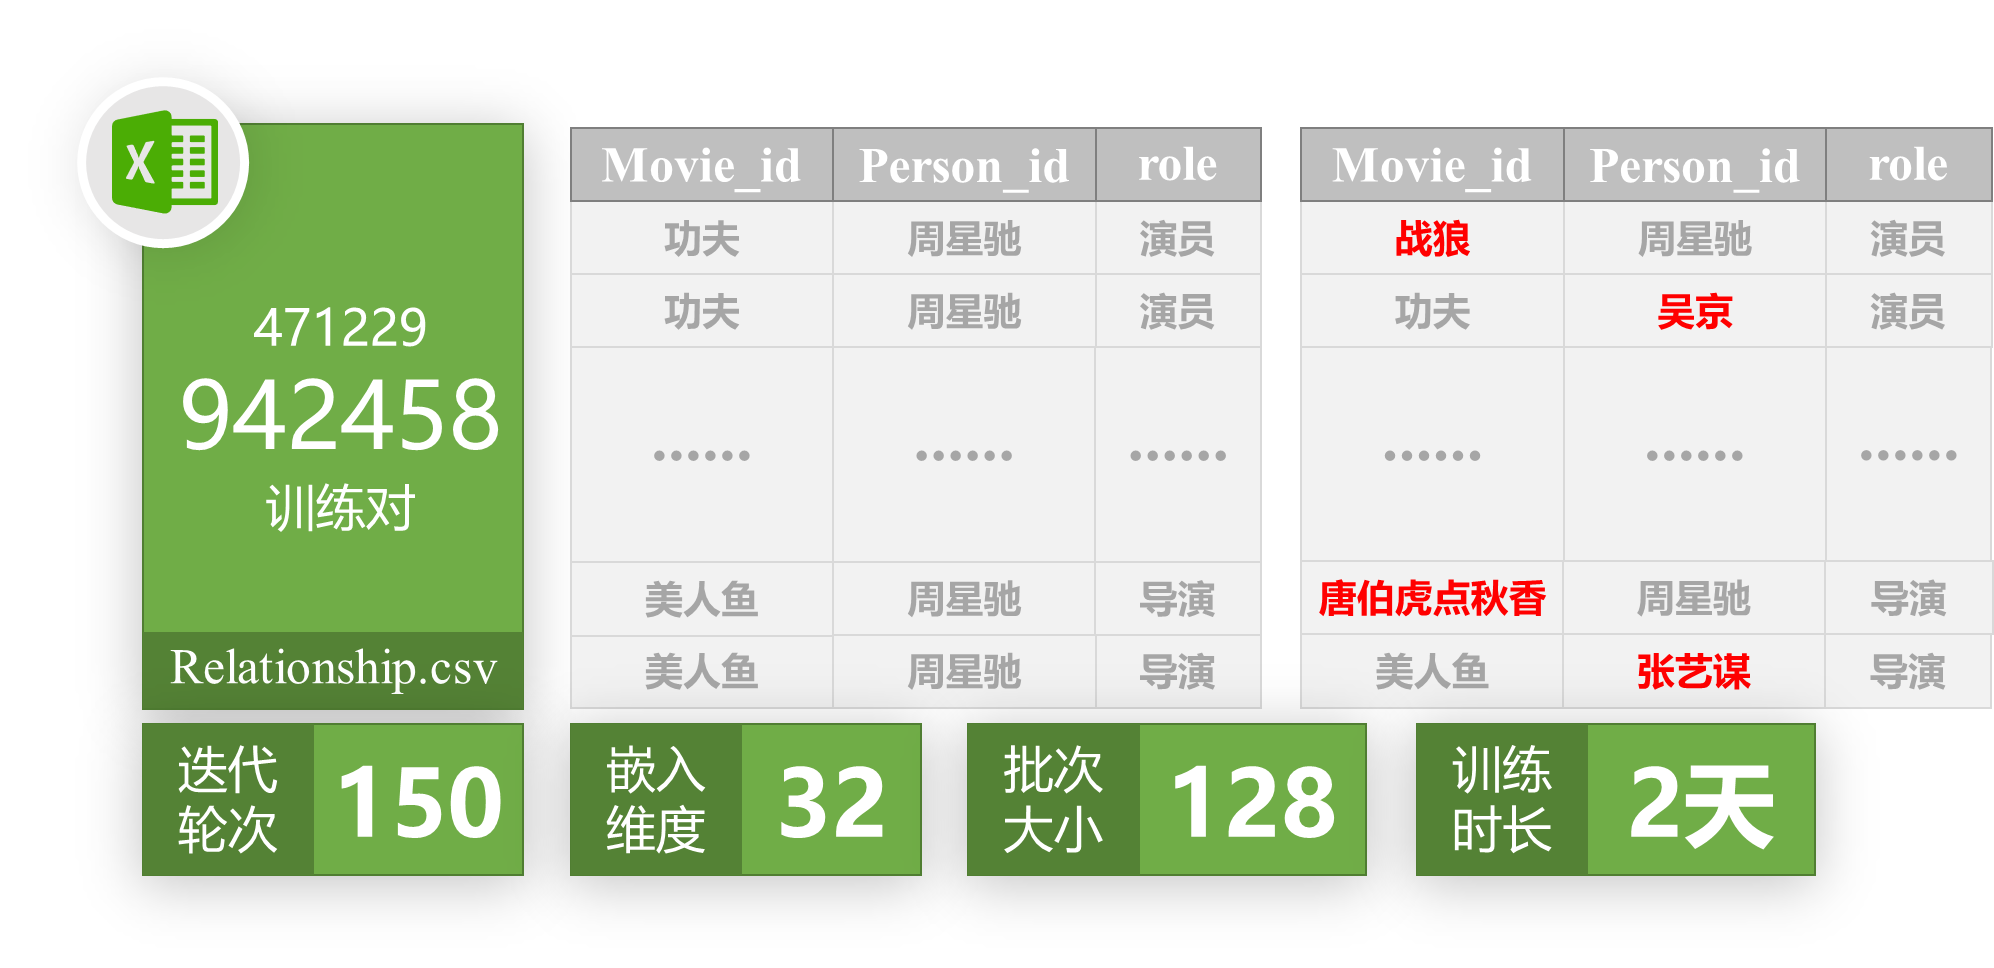 X
471229
942458
训练对
Relationship.csv
Movie_id Person_id role
功夫 周星驰 演员
功夫 周星驰 演员
•••••• •••••• ••••••
美人鱼 周星驰 导演
美人鱼 周星驰 导演
Movie_id Person_id role
战狼 周星驰 演员
功夫 吴京 演员
•••••• •••••• ••••••
唐伯虎点秋香 周星驰 导演
美人鱼 张艺谋 导演
迭代
轮次
150
嵌入
维度
32
批次
大小
128
训练
时长
2天